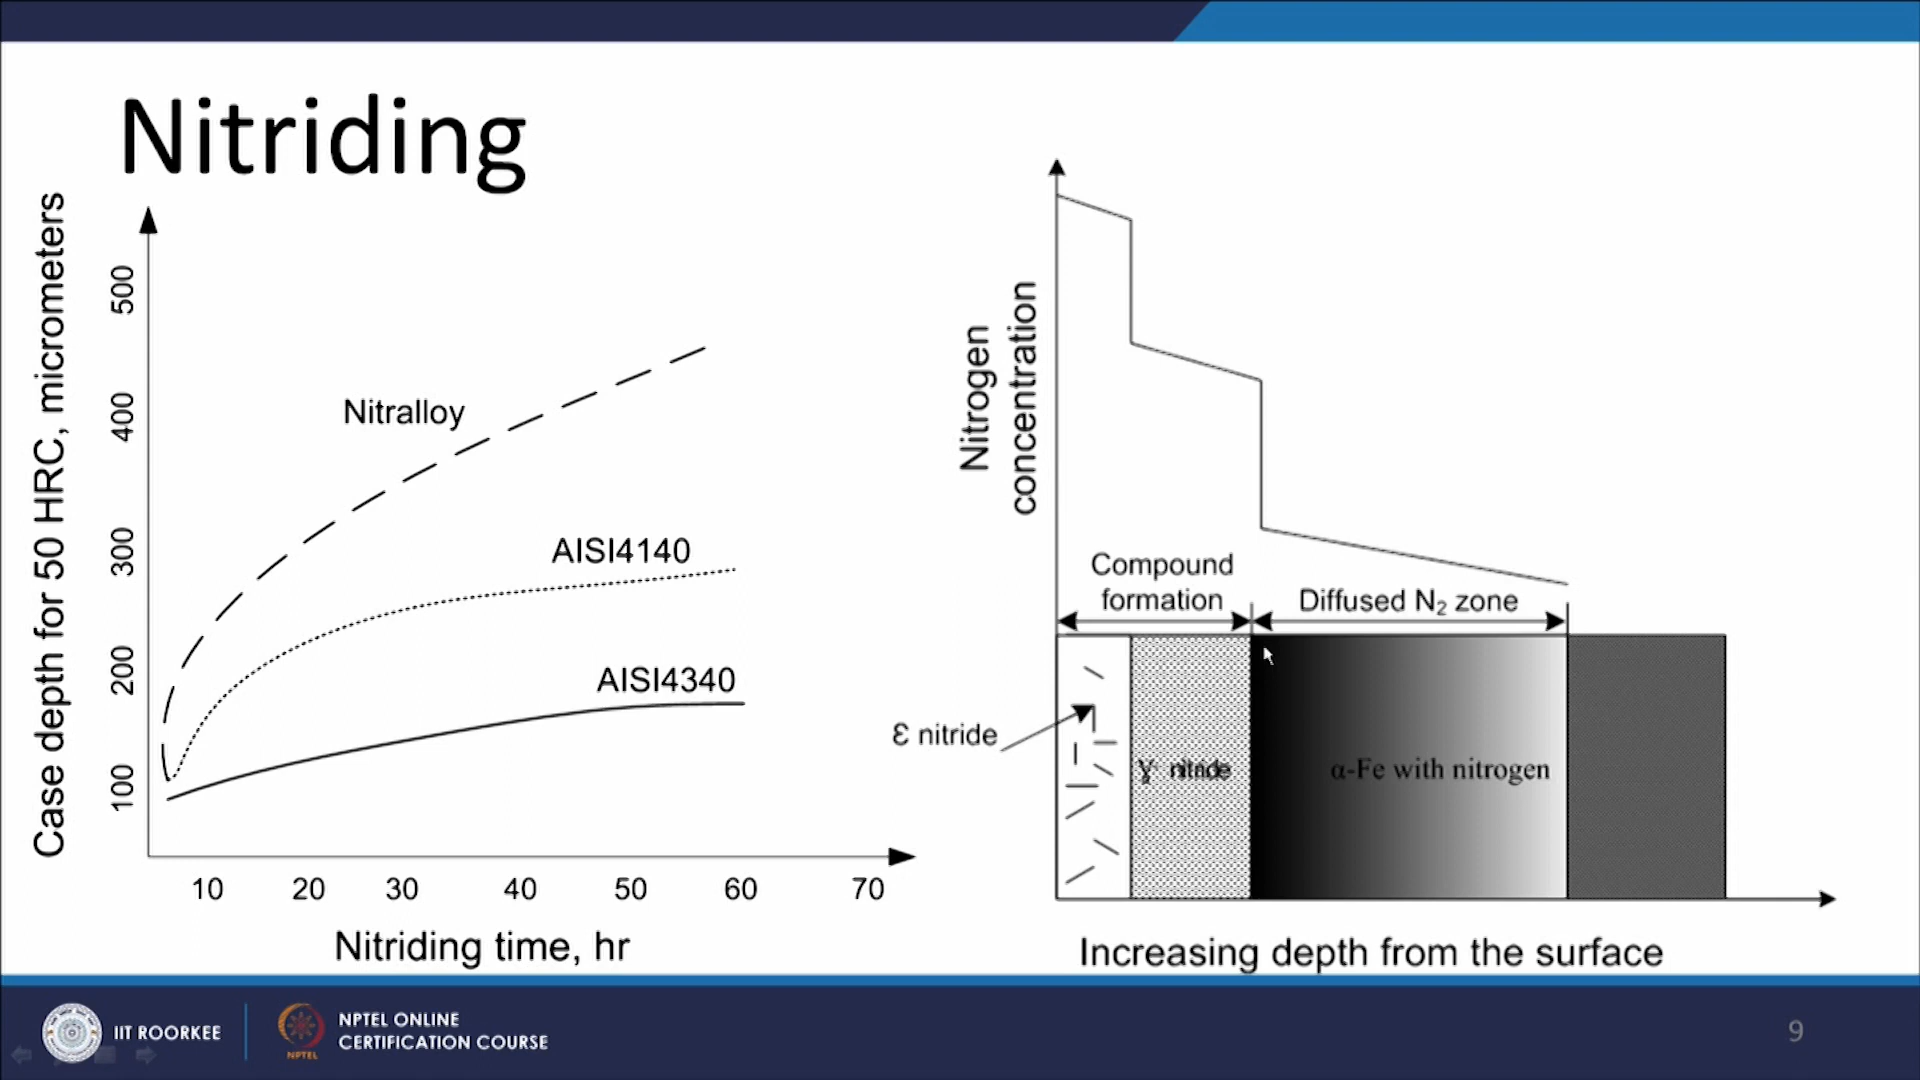 Nitriding
Case depth for 50 HRC, micrometers
500
400
300
200
100
Nitralloy
AISI4140
AISI4340
10 20 30 40 50 60 70
Nitriding time, hr
Nitrogen
concentration
Compound
formation
Diffused N₂ zone
Ɛ nitride
nitride
α-Fe with nitrogen
Increasing depth from the surface
IIT ROORKEE
NPTEL
NPTEL ONLINE
CERTIFICATION COURSE
9